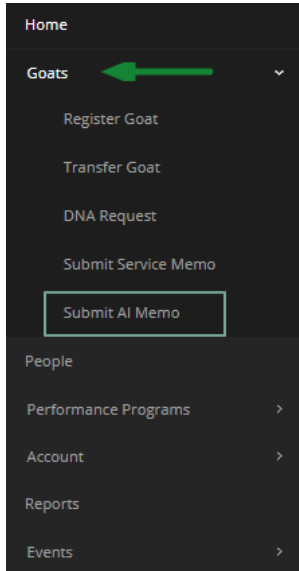 Home
Goats
Register Goat
Transfer Goat
DNA Request
Submit Service Memo
Submit AI Memo
People
Performance Programs
Account
Reports
Events